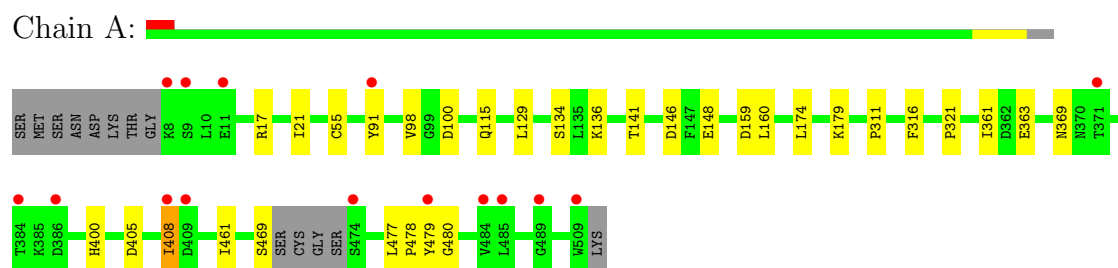 Chain A:
SER MET SER ASN ASP LYS THR GLY K8 S9 L10 E11 R17 I21 C55 Y91 V98 G99 D100 Q115 L129 S134 L135 K136 T141 D146 F147 E148 D159 L160 L174 K179 P311 F316 P321 I361 D362 E363 N369 N370 T371
T384 K385 D386 H400 D405 I408 D409 I461 S469 SER CYS GLY SER S474 L477 P478 Y479 G480 V484 L485 G489 W509 LYS